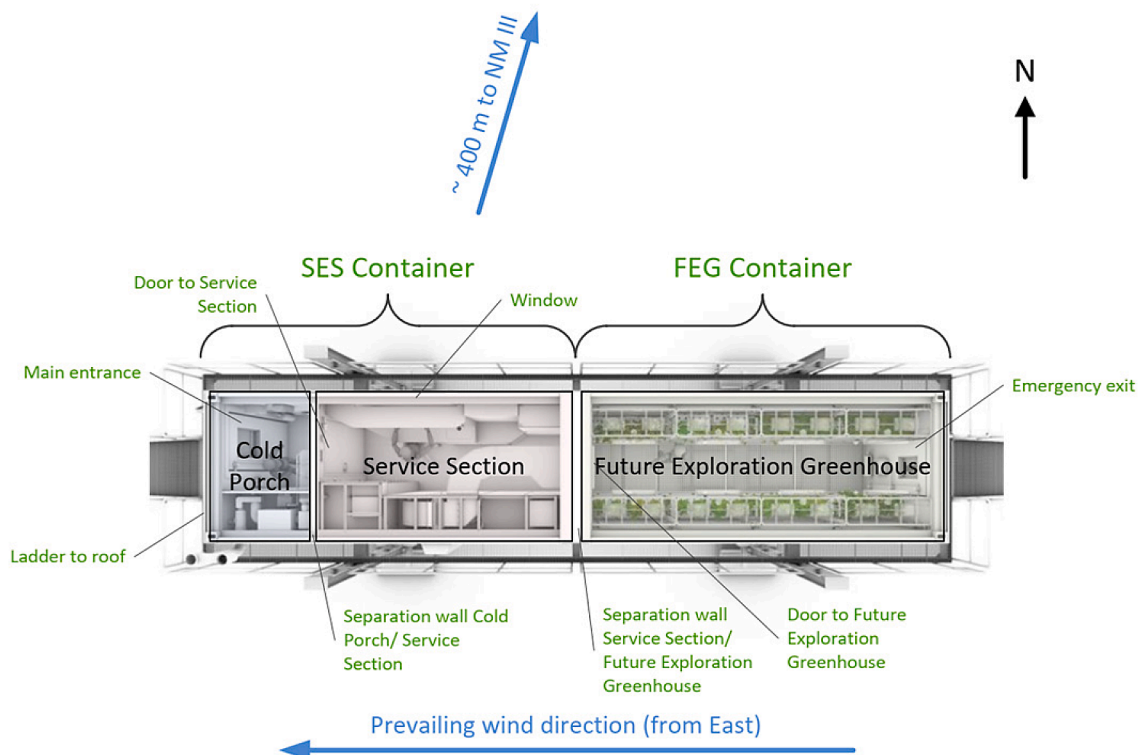 ~ 400 m to NM III
N
SES Container
FEG Container
Door to Service
Section
Window
Main entrance
Emergency exit
Cold
Porch
Service Section
Future Exploration Greenhouse
Ladder to roof
Separation wall Cold
Porch/ Service
Section
Separation wall
Service Section/
Future Exploration
Greenhouse
Door to Future
Exploration
Greenhouse
Prevailing wind direction (from East)